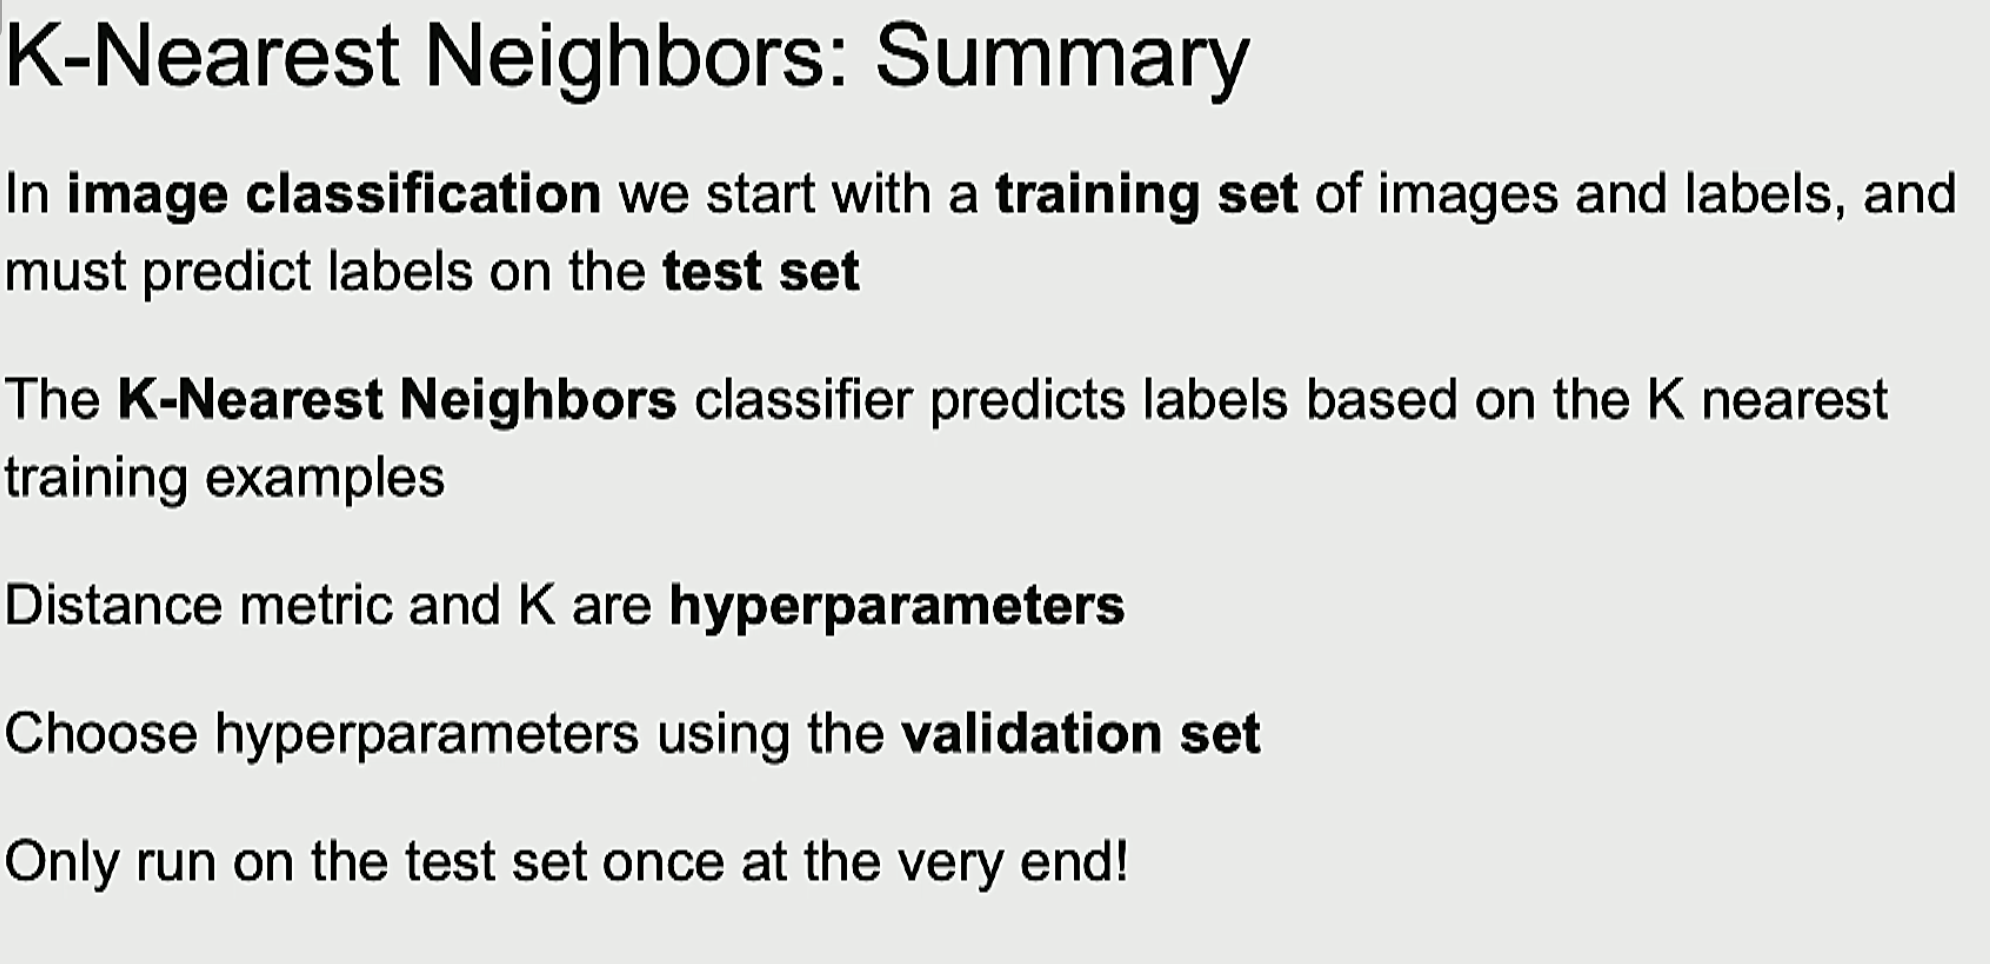 K-Nearest Neighbors: Summary
In image classification we start with a training set of images and labels, and
must predict labels on the test set
The K-Nearest Neighbors classifier predicts labels based on the K nearest
training examples
Distance metric and K are hyperparameters
Choose hyperparameters using the validation set
Only run on the test set once at the very end!